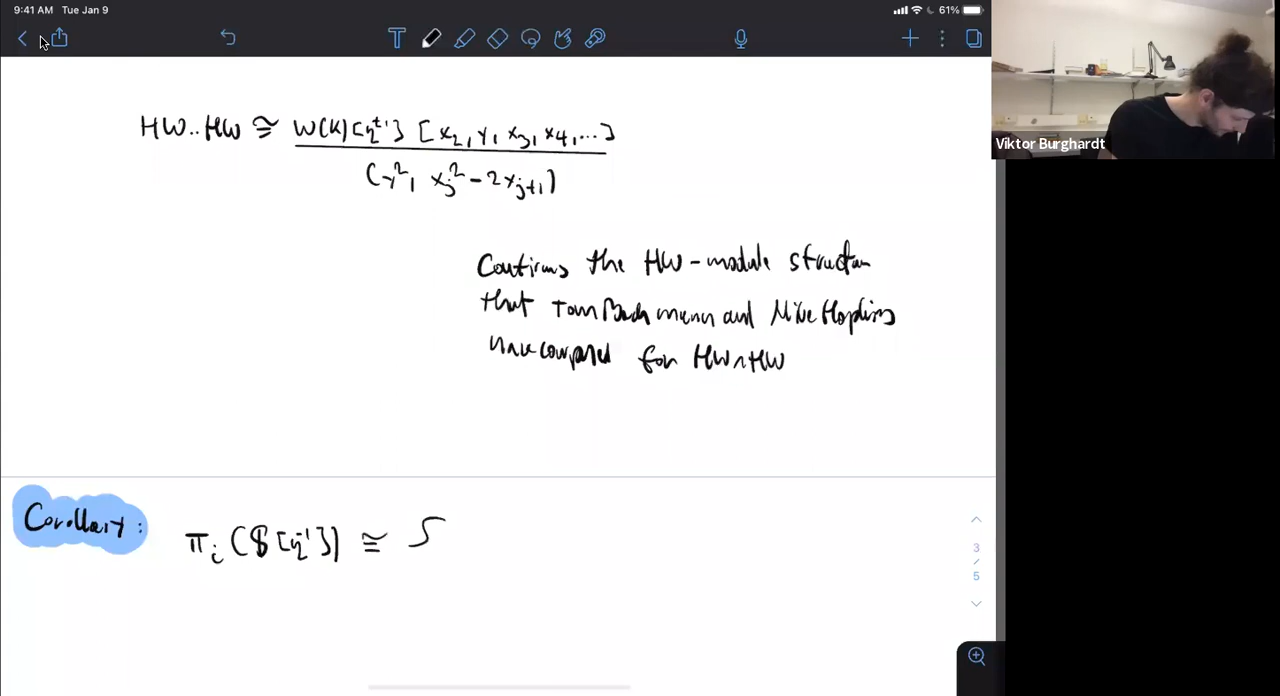 9:41 AM Tue Jan 9
61%
HW..HW ≅ W(k)[η^±1][x_2, y, x_3, x_4, ...]
(y^2, x_j^2 - 2x_{j+1})
Viktor Burghardt
Confirms the HW-module structure
that Tom Bachmann and Mike Hopkins
have computed for HW∧HW
Corollary:
π_i(𝕊[η^-1]) ≅
3
/
5